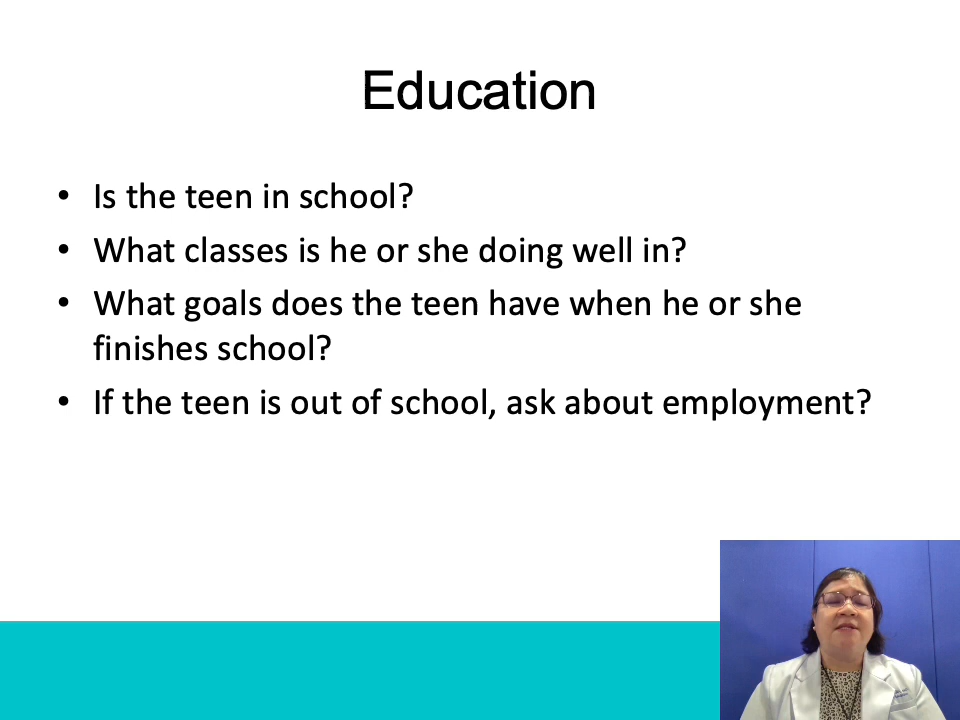 Education
• Is the teen in school?
• What classes is he or she doing well in?
• What goals does the teen have when he or she
finishes school?
• If the teen is out of school, ask about employment?